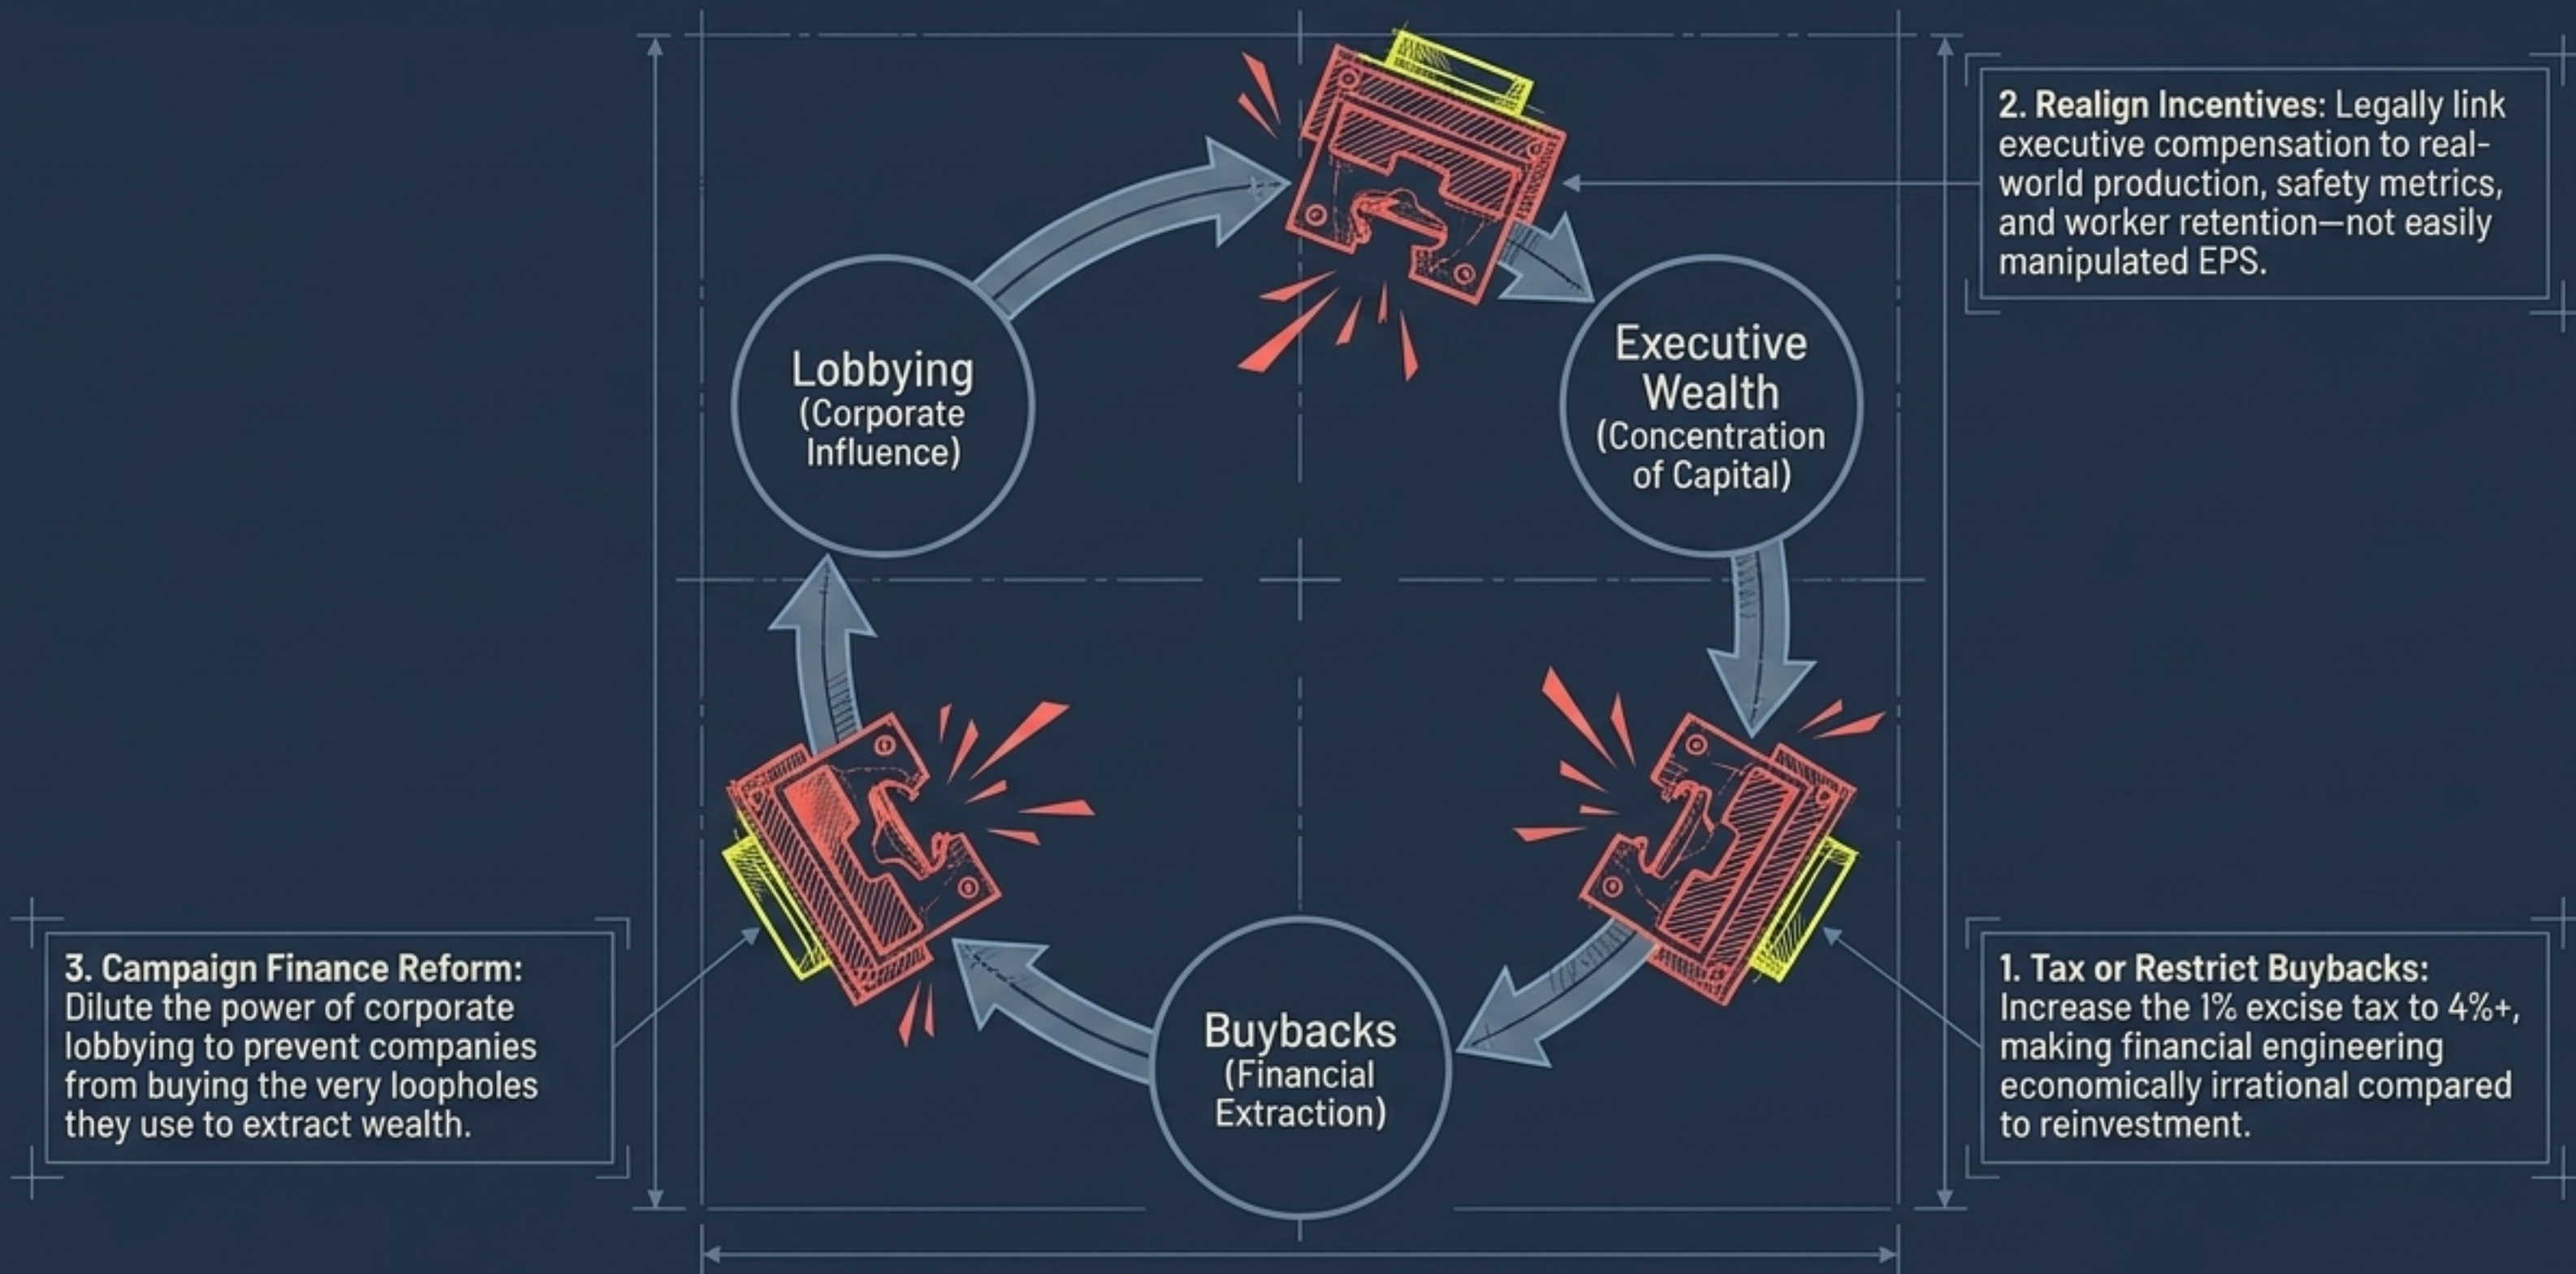 2. Realign Incentives: Legally link
executive compensation to real-
world production, safety metrics,
and worker retention—not easily
manipulated EPS.
Lobbying
(Corporate
Influence)
Executive
Wealth
(Concentration
of Capital)
3. Campaign Finance Reform:
Dilute the power of corporate
lobbying to prevent companies
from buying the very loopholes
they use to extract wealth.
Buybacks
(Financial
Extraction)
1. Tax or Restrict Buybacks:
Increase the 1% excise tax to 4%+,
making financial engineering
economically irrational compared
to reinvestment.